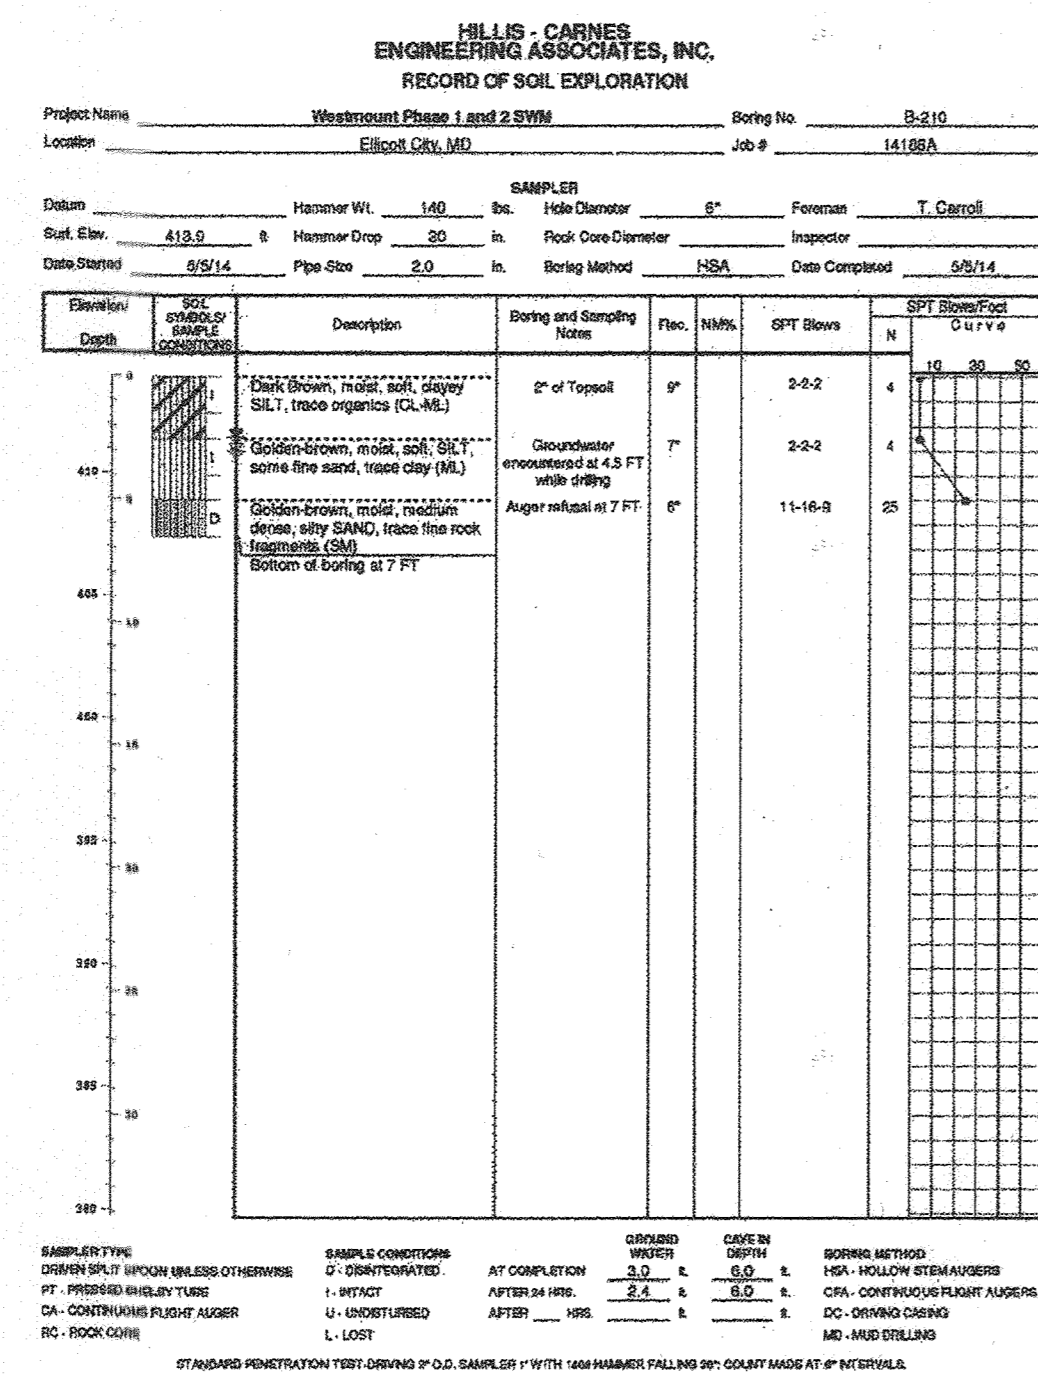 HILLIS - CARNES
ENGINEERING ASSOCIATES, INC.
RECORD OF SOIL EXPLORATION
Project Name Westmount Phase 1 and 2 SWM Boring No. B-210
Location Ellicott City, MD Job # 14186A
SAMPLER
Datum Hammer Wt. 140 lbs. Hole Diameter 6" Foreman T. Carroll
Surf. Elev. 413.9 ft Hammer Drop 30 in. Rock Core Diameter Inspector
Date Started 5/5/14 Pipe Size 2.0 in. Boring Method HSA Date Completed 5/5/14
Elevation/ Depth SOIL SYMBOLS/ SAMPLE CONDITIONS Description Boring and Sampling Notes Rec. NM% SPT Blows SPT Blows/Foot
N Curve
10 30 50
0 Dark Brown, moist, soft, clayey 2" of Topsoil 9" 2-2-2 4
I SILT, trace organics (CL-ML)
Golden-brown, moist, soft, SILT, Groundwater 7" 2-2-2 4
410 I some fine sand, trace clay (ML) encountered at 4.5 FT
while drilling
5 Golden-brown, moist, medium Auger refusal at 7 FT 6" 11-16-9 25
D dense, silty SAND, trace fine rock
fragments (SM)
Bottom of boring at 7 FT
405
10
400
15
395
20
390
25
385
30
380
SAMPLER TYPE SAMPLE CONDITIONS GROUND WATER CAVE IN DEPTH BORING METHOD
DRIVEN SPLIT SPOON UNLESS OTHERWISE D - DISINTEGRATED AT COMPLETION 3.0 ft. 6.0 ft. HSA - HOLLOW STEM AUGERS
PT - PRESSED SHELBY TUBE I - INTACT AFTER 24 HRS. 2.4 ft. 6.0 ft. CFA - CONTINUOUS FLIGHT AUGERS
CA - CONTINUOUS FLIGHT AUGER U - UNDISTURBED AFTER ___ HRS. ft. ft. DC - DRIVING CASING
RC - ROCK CORE L - LOST MD - MUD DRILLING
STANDARD PENETRATION TEST-DRIVING 2" O.D. SAMPLER 1' WITH 140# HAMMER FALLING 30"; COUNT MADE AT 6" INTERVALS.